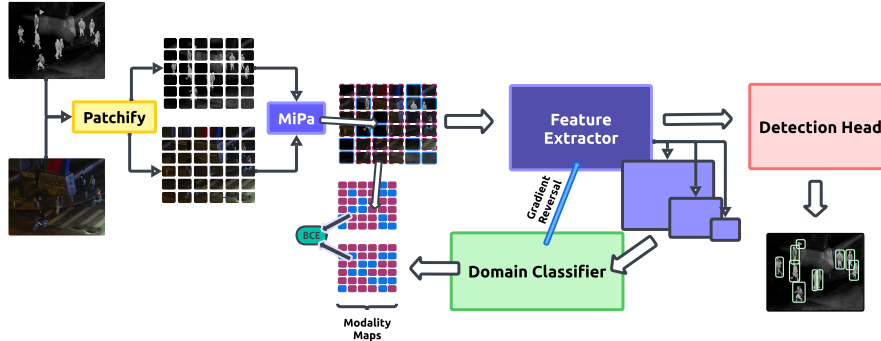 Patchify
MiPa
Feature
Extractor
Detection Head
Gradient
Reversal
BCE
Domain Classifier
Modality
Maps